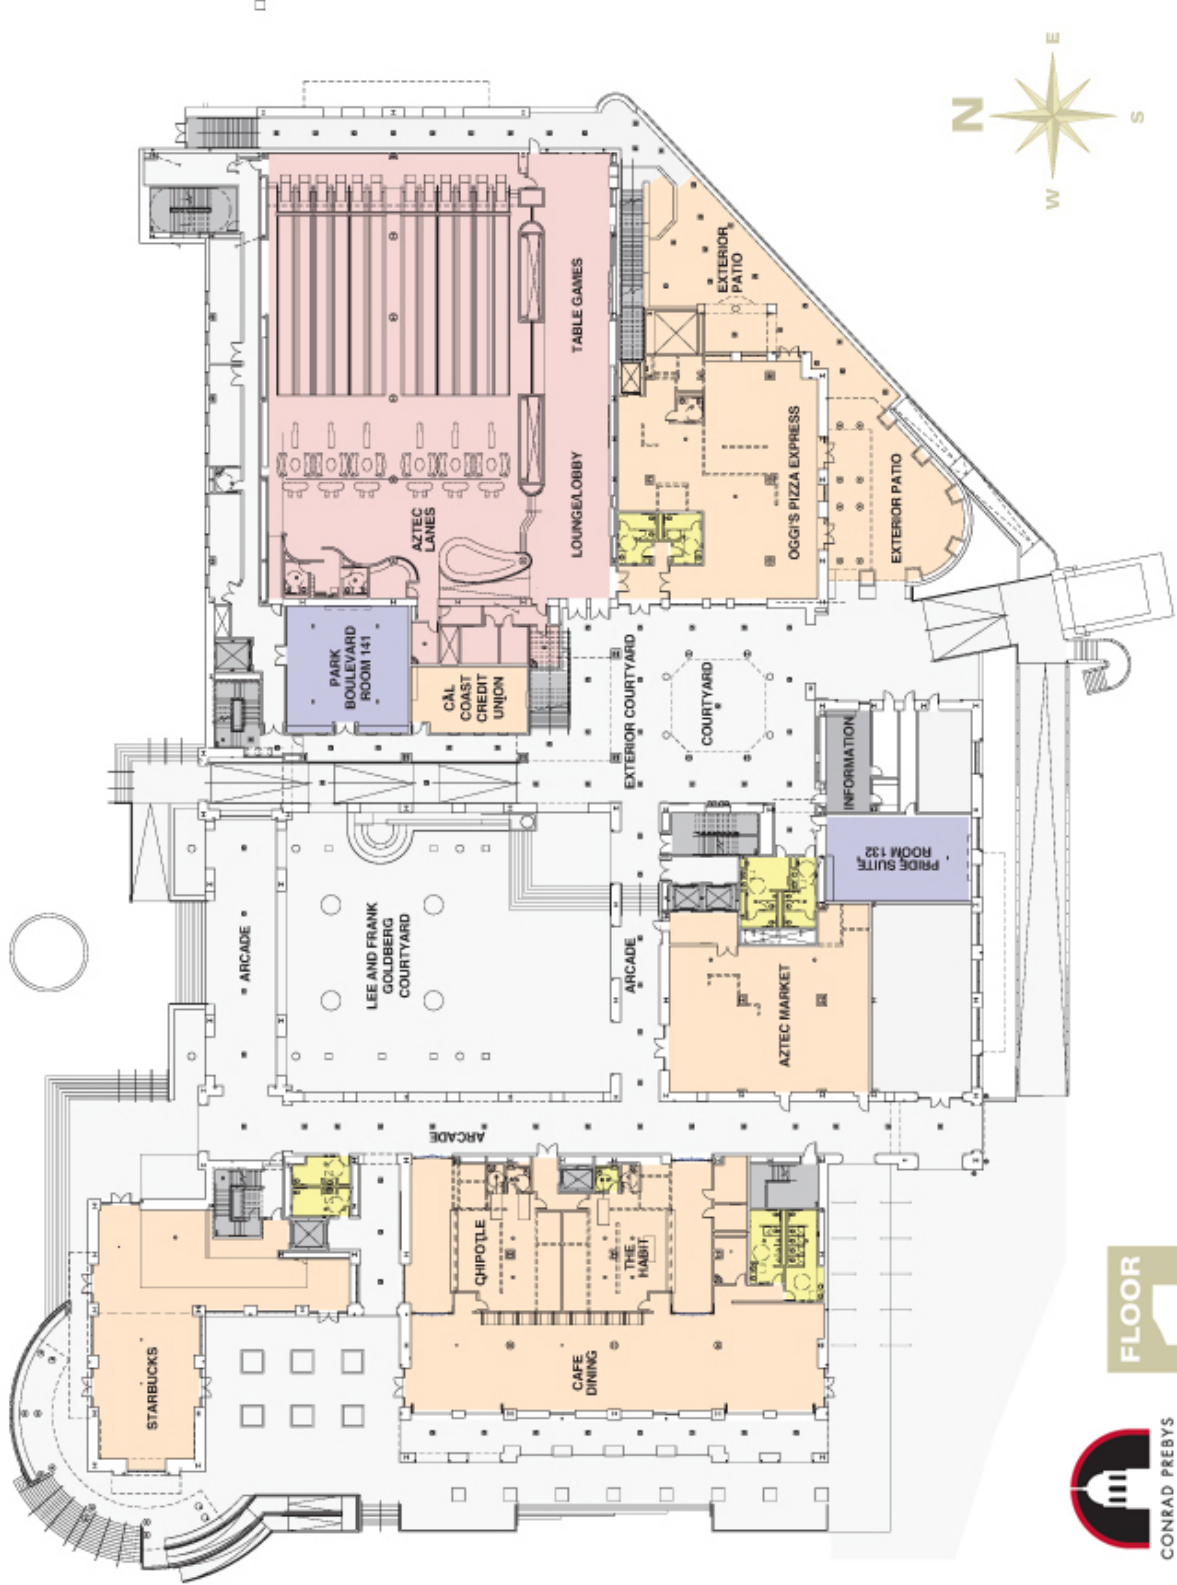 STARBUCKS
ARCADE
LEE AND FRANK
GOLDBERG
COURTYARD
PARK
BOULEVARD
ROOM 141
CAL
COAST
CREDIT
UNION
AZTEC
LANES
LOUNGE/LOBBY
TABLE GAMES
ARCADE
CHIPOTLE
THE
HABIT
CAFE
DINING
ARCADE
EXTERIOR COURTYARD
COURTYARD
OGGI'S PIZZA EXPRESS
EXTERIOR
PATIO
EXTERIOR PATIO
AZTEC MARKET
PRIDE SUITE
ROOM 132
INFORMATION
N
E
S
W
FLOOR
CONRAD PREBYS